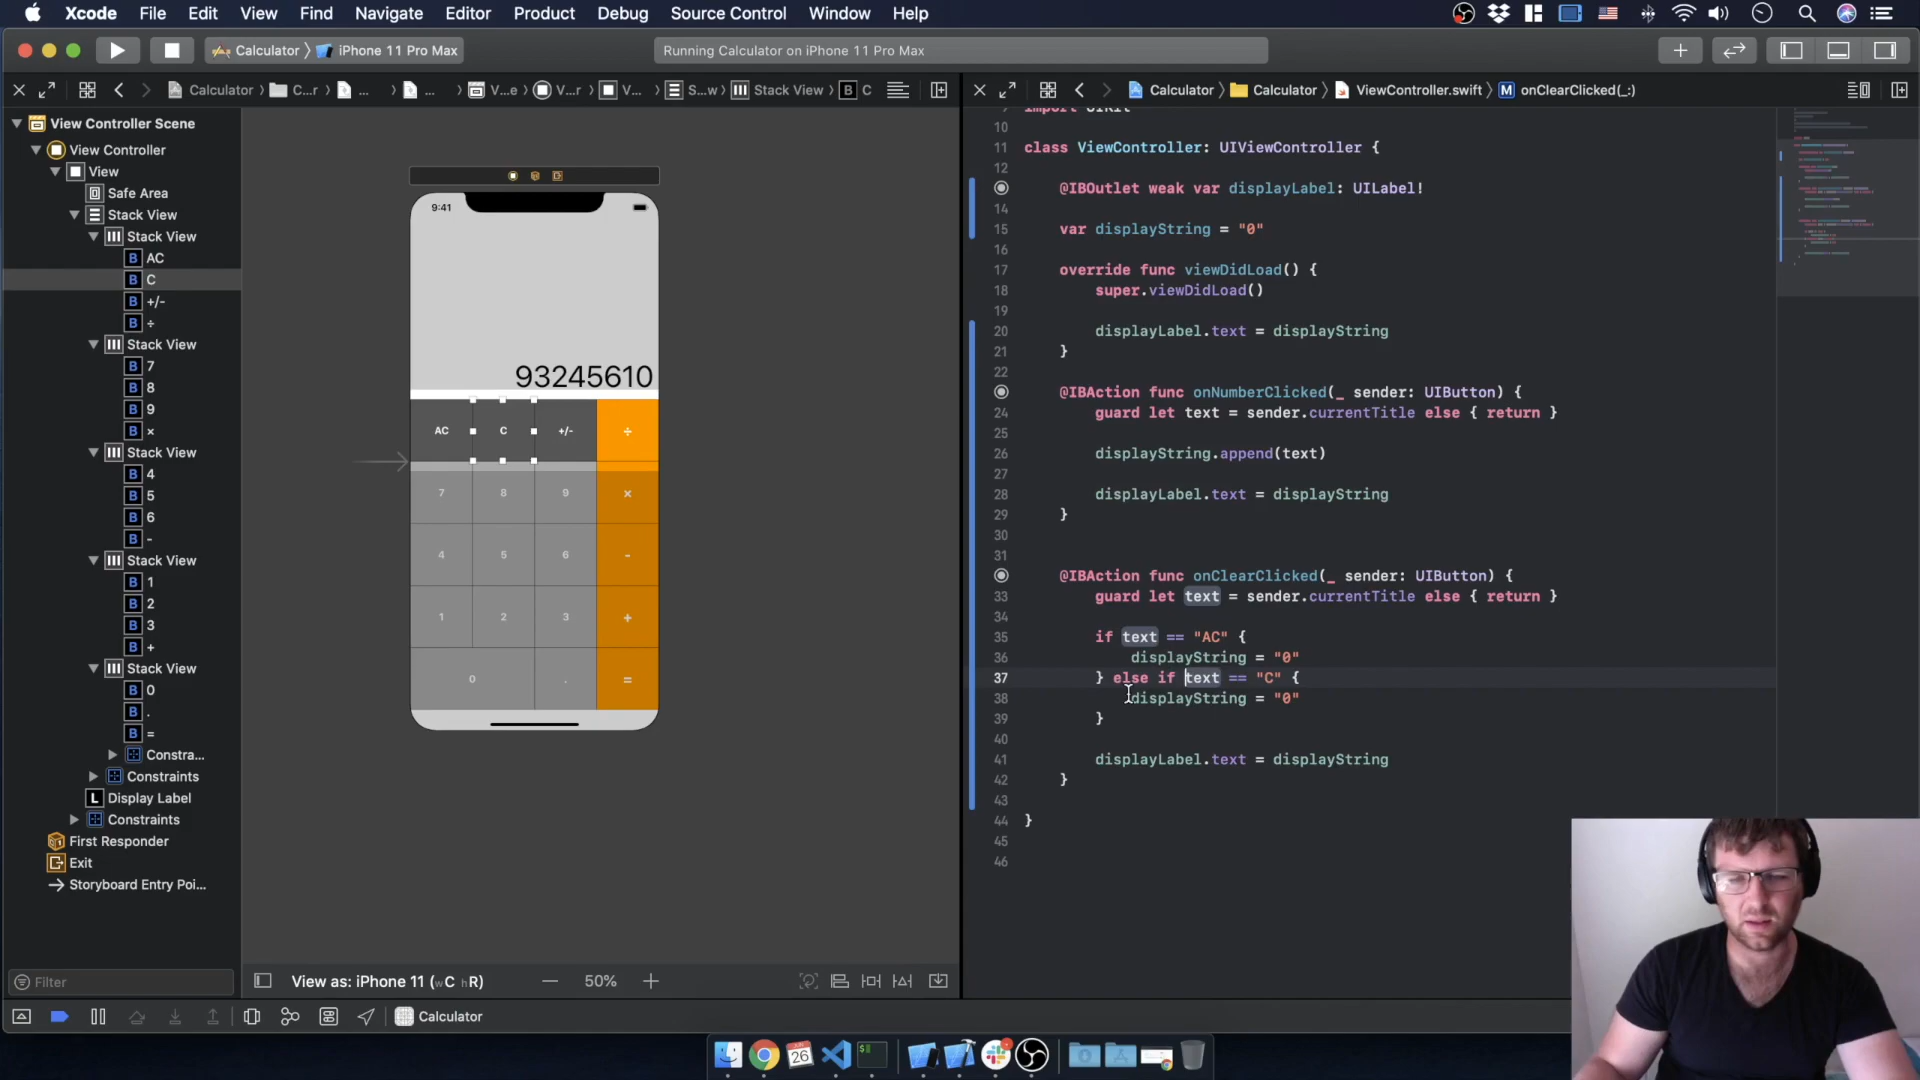 Xcode File Edit View Find Navigate Editor Product Debug Source Control Window Help
Calculator 〉 iPhone 11 Pro Max
Running Calculator on iPhone 11 Pro Max
Calculator 〉 C...r 〉 ... 〉 ... 〉 V...e 〉 V...r 〉 V... 〉 S...w 〉 Stack View 〉 B C
Calculator 〉 Calculator 〉 ViewController.swift 〉 M onClearClicked(_:)
View Controller Scene
View Controller
View
Safe Area
Stack View
Stack View
B AC
B C
B +/-
B ÷
Stack View
B 7
B 8
B 9
B ×
Stack View
B 4
B 5
B 6
B -
Stack View
B 1
B 2
B 3
B +
Stack View
B 0
B .
B =
Constra...
Constraints
L Display Label
Constraints
First Responder
Exit
Storyboard Entry Poi...
Filter
9:41
93245610
AC C +/- ÷
7 8 9 ×
4 5 6 -
1 2 3 +
0 . =
View as: iPhone 11 (wC hR)
50%
Calculator
9 import UIKit
10
11 class ViewController: UIViewController {
12
@IBOutlet weak var displayLabel: UILabel!
14
15 var displayString = "0"
16
17 override func viewDidLoad() {
18 super.viewDidLoad()
19
20 displayLabel.text = displayString
21 }
22
@IBAction func onNumberClicked(_ sender: UIButton) {
24 guard let text = sender.currentTitle else { return }
25
26 displayString.append(text)
27
28 displayLabel.text = displayString
29 }
30
31
@IBAction func onClearClicked(_ sender: UIButton) {
33 guard let text = sender.currentTitle else { return }
34
35 if text == "AC" {
36 displayString = "0"
37 } else if text == "C" {
38 displayString = "0"
39 }
40
41 displayLabel.text = displayString
42 }
43
44 }
45
46
26